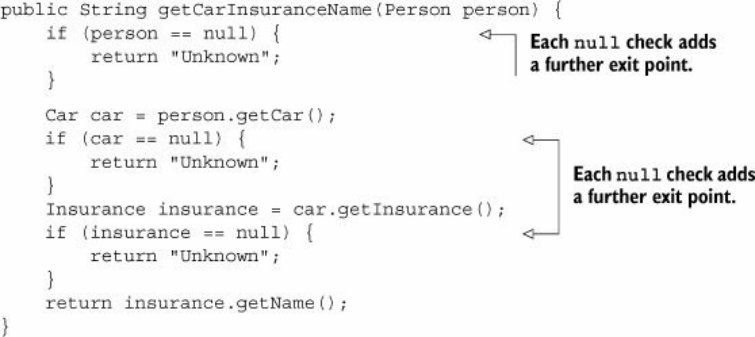 public String getCarInsuranceName(Person person) {
if (person == null) {
return "Unknown";
}
Each null check adds
a further exit point.
Car car = person.getCar();
if (car == null) {
return "Unknown";
}
Insurance insurance = car.getInsurance();
if (insurance == null) {
return "Unknown";
}
return insurance.getName();
}
Each null check adds
a further exit point.